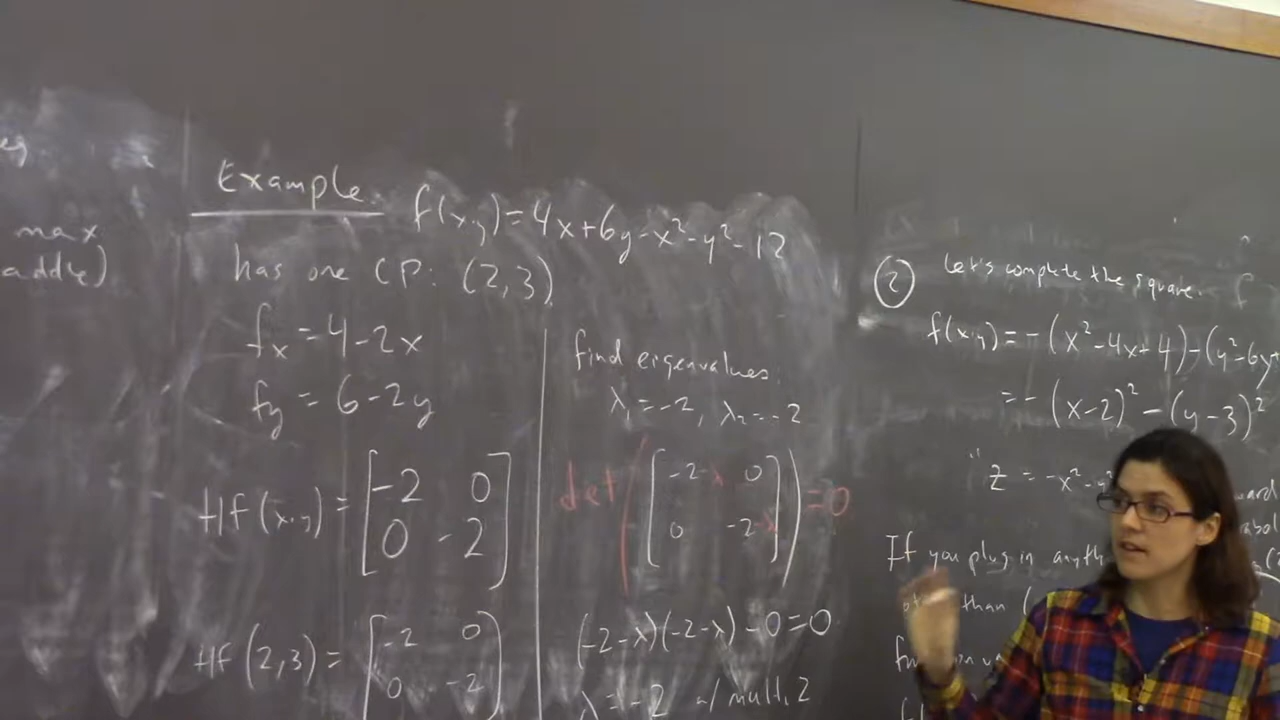 max
Example.
f(x,y)=4x+6y-x²-y²-12
has one CP: (2,3)
f_x=4-2x
f_y=6-2y
Hf(x,y)=[-2 0
0 -2]
Hf(2,3)=[-2 0
0 -2]
find eigenvalues.
λ₁=-2, λ₂=-2
det([-2-λ 0
0 -2-λ])=0
(-2-λ)(-2-λ)-0=0
λ=-2 w/ mult. 2
② Let's complete the square.
f(x,y)=-(x²-4x+4)-(y²-6y+
=-(x-2)²-(y-3)²
"z=-x²-y²
If you plug in anyth
than (